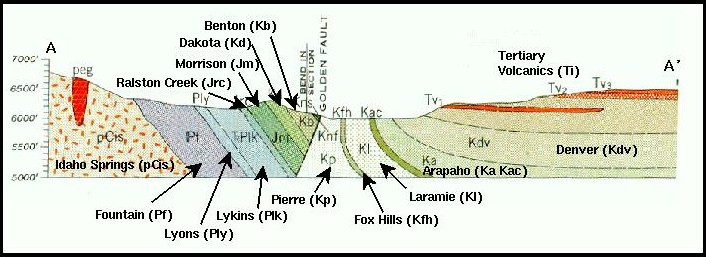 Benton (Kb)
Dakota (Kd)
Morrison (Jm)
Ralston Creek (Jrc)
BEND IN SECTION
GOLDEN FAULT
Tertiary
Volcanics (Ti)
A
A'
7000'
6500'
6000'
5500'
5000'
peg
Ply
Kns
Kfh
Kac
Tv1
Tv2
Tv3
Kb
pCis
Pf
Jm
Knf
Kp
Kl
Ka
Kdv
Denver (Kdv)
Idaho Springs (pCis)
Arapaho (Ka Kac)
Fountain (Pf)
Lyons (Ply)
Lykins (Plk)
Pierre (Kp)
Fox Hills (Kfh)
Laramie (Kl)